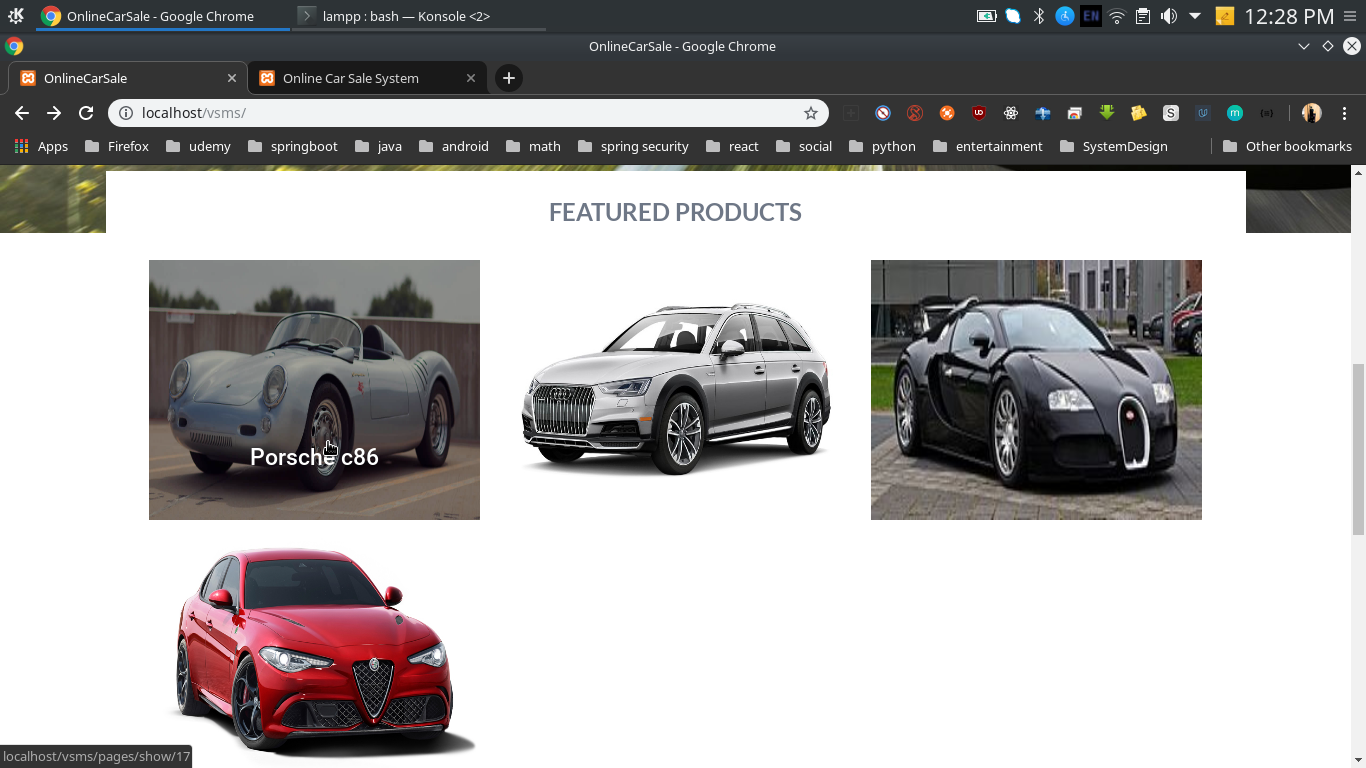 OnlineCarSale - Google Chrome
lampp : bash — Konsole <2>
EN
12:28 PM
OnlineCarSale - Google Chrome
OnlineCarSale
Online Car Sale System
localhost/vsms/
Apps
Firefox
udemy
springboot
java
android
math
spring security
react
social
python
entertainment
SystemDesign
Other bookmarks
FEATURED PRODUCTS
Porsche c86
localhost/vsms/pages/show/17